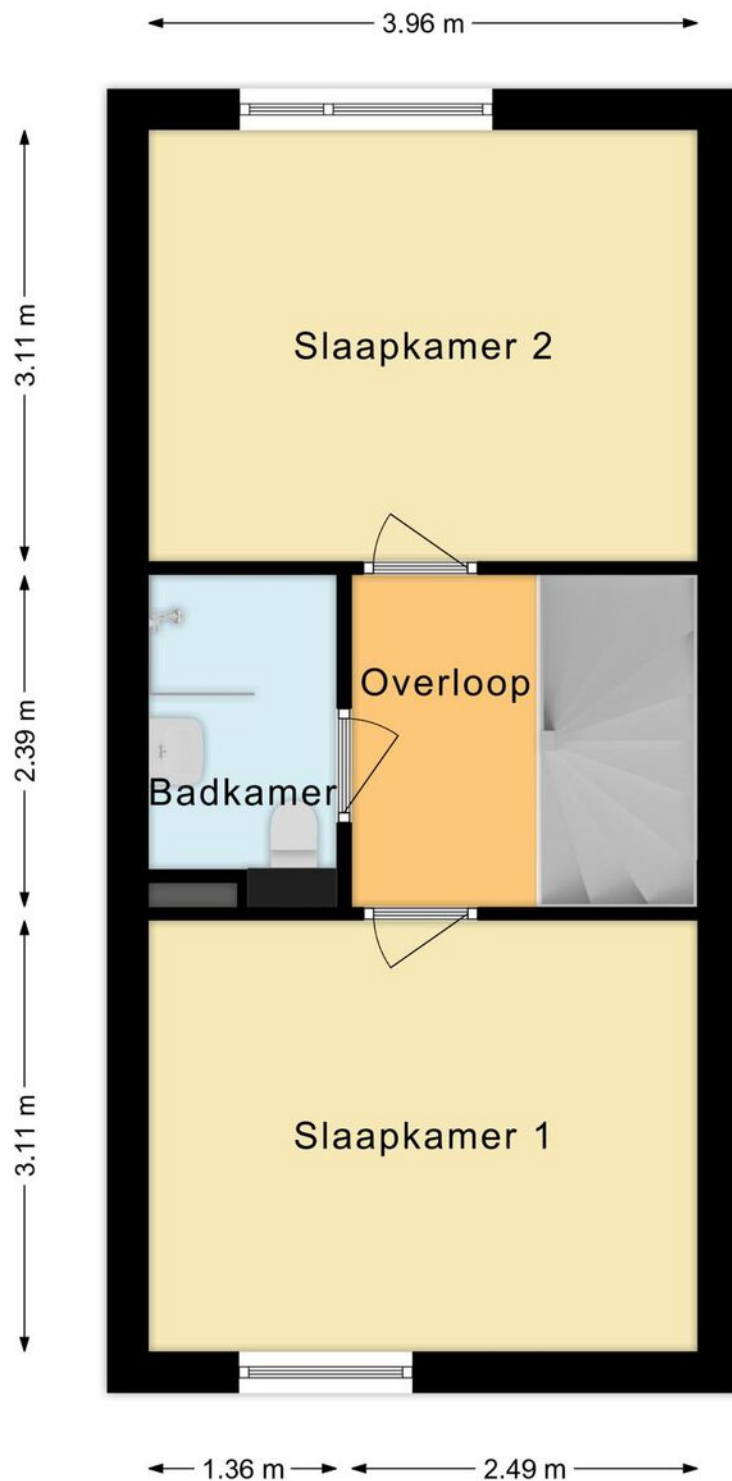 3.96 m
3.11 m
Slaapkamer 2
2.39 m
Overloop
Badkamer
3.11 m
Slaapkamer 1
1.36 m
2.49 m